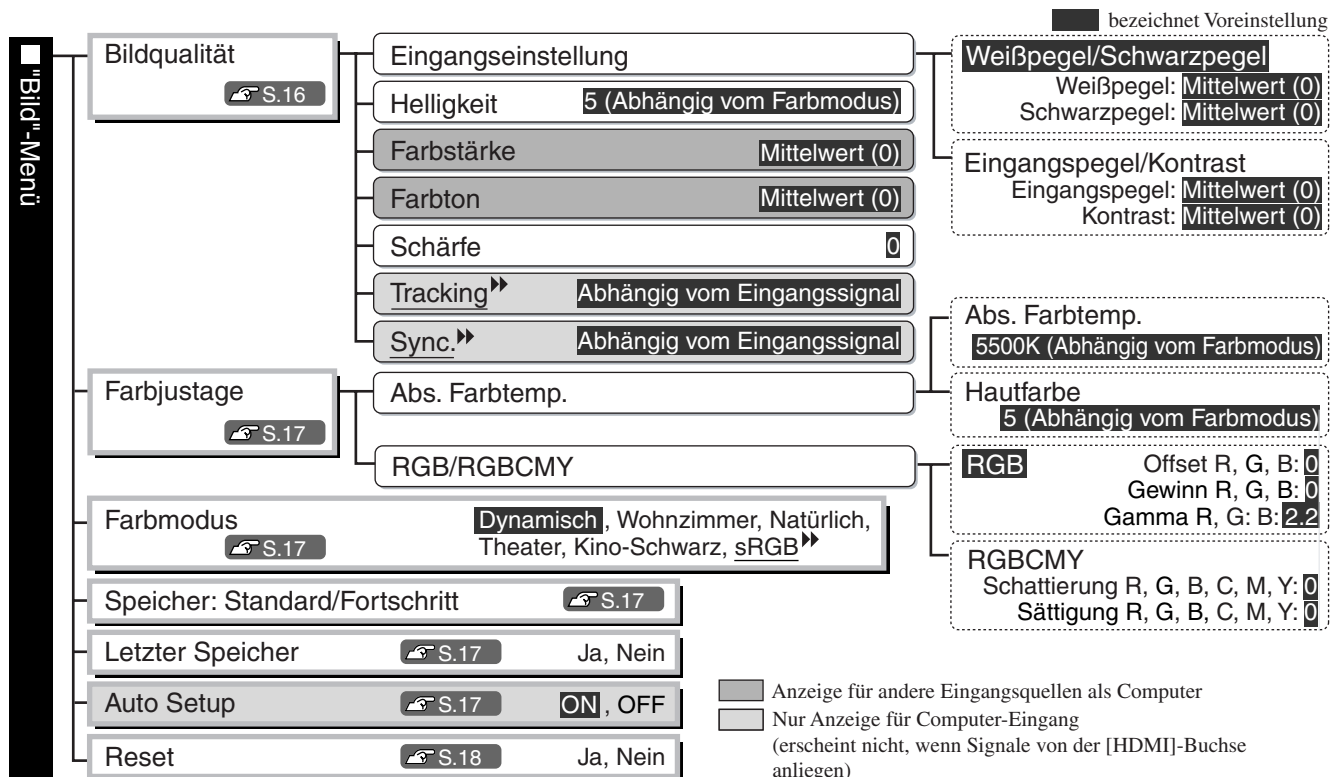 bezeichnet Voreinstellung
"Bild"-Menü
Bildqualität
S.16
Eingangseinstellung
Helligkeit 5 (Abhängig vom Farbmodus)
Farbstärke Mittelwert (0)
Farbton Mittelwert (0)
Schärfe 0
Tracking Abhängig vom Eingangssignal
Sync. Abhängig vom Eingangssignal
Weißpegel/Schwarzpegel
Weißpegel: Mittelwert (0)
Schwarzpegel: Mittelwert (0)
Eingangspegel/Kontrast
Eingangspegel: Mittelwert (0)
Kontrast: Mittelwert (0)
Farbjustage
S.17
Abs. Farbtemp.
RGB/RGBCMY
Abs. Farbtemp.
5500K (Abhängig vom Farbmodus)
Hautfarbe
5 (Abhängig vom Farbmodus)
RGB Offset R, G, B: 0
Gewinn R, G, B: 0
Gamma R, G: B: 2.2
RGBCMY
Schattierung R, G, B, C, M, Y: 0
Sättigung R, G, B, C, M, Y: 0
Farbmodus
S.17
Dynamisch , Wohnzimmer, Natürlich,
Theater, Kino-Schwarz, sRGB
Speicher: Standard/Fortschritt S.17
Letzter Speicher S.17 Ja, Nein
Auto Setup S.17 ON , OFF
Reset S.18 Ja, Nein
Anzeige für andere Eingangsquellen als Computer
Nur Anzeige für Computer-Eingang
(erscheint nicht, wenn Signale von der [HDMI]-Buchse
anliegen)